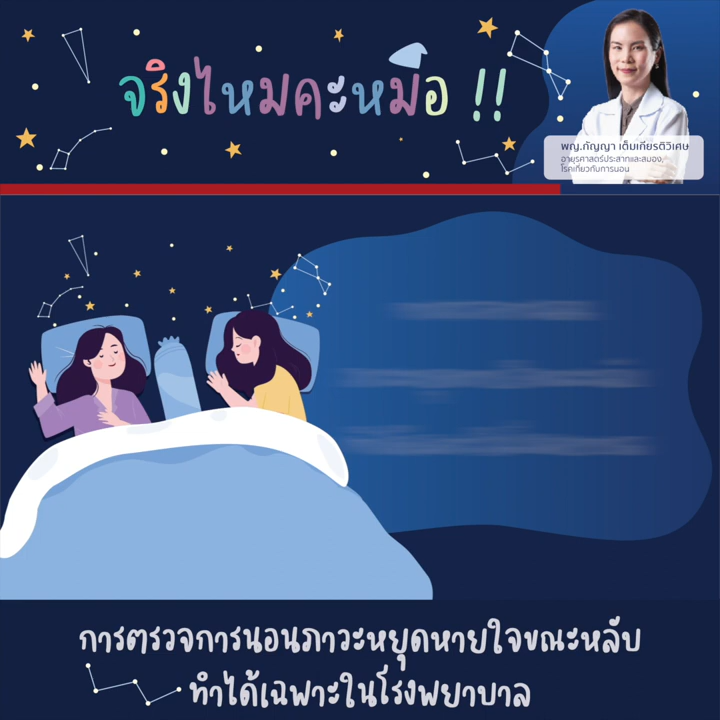 จริงไหมคะหมอ !!
พญ.กัญญา เต็มเกียรติวิเศษ
อายุรศาสตร์ประสาทและสมอง,
โรคเกี่ยวกับการนอน
การตรวจการนอนภาวะหยุดหายใจขณะหลับ
ทำได้เฉพาะในโรงพยาบาล